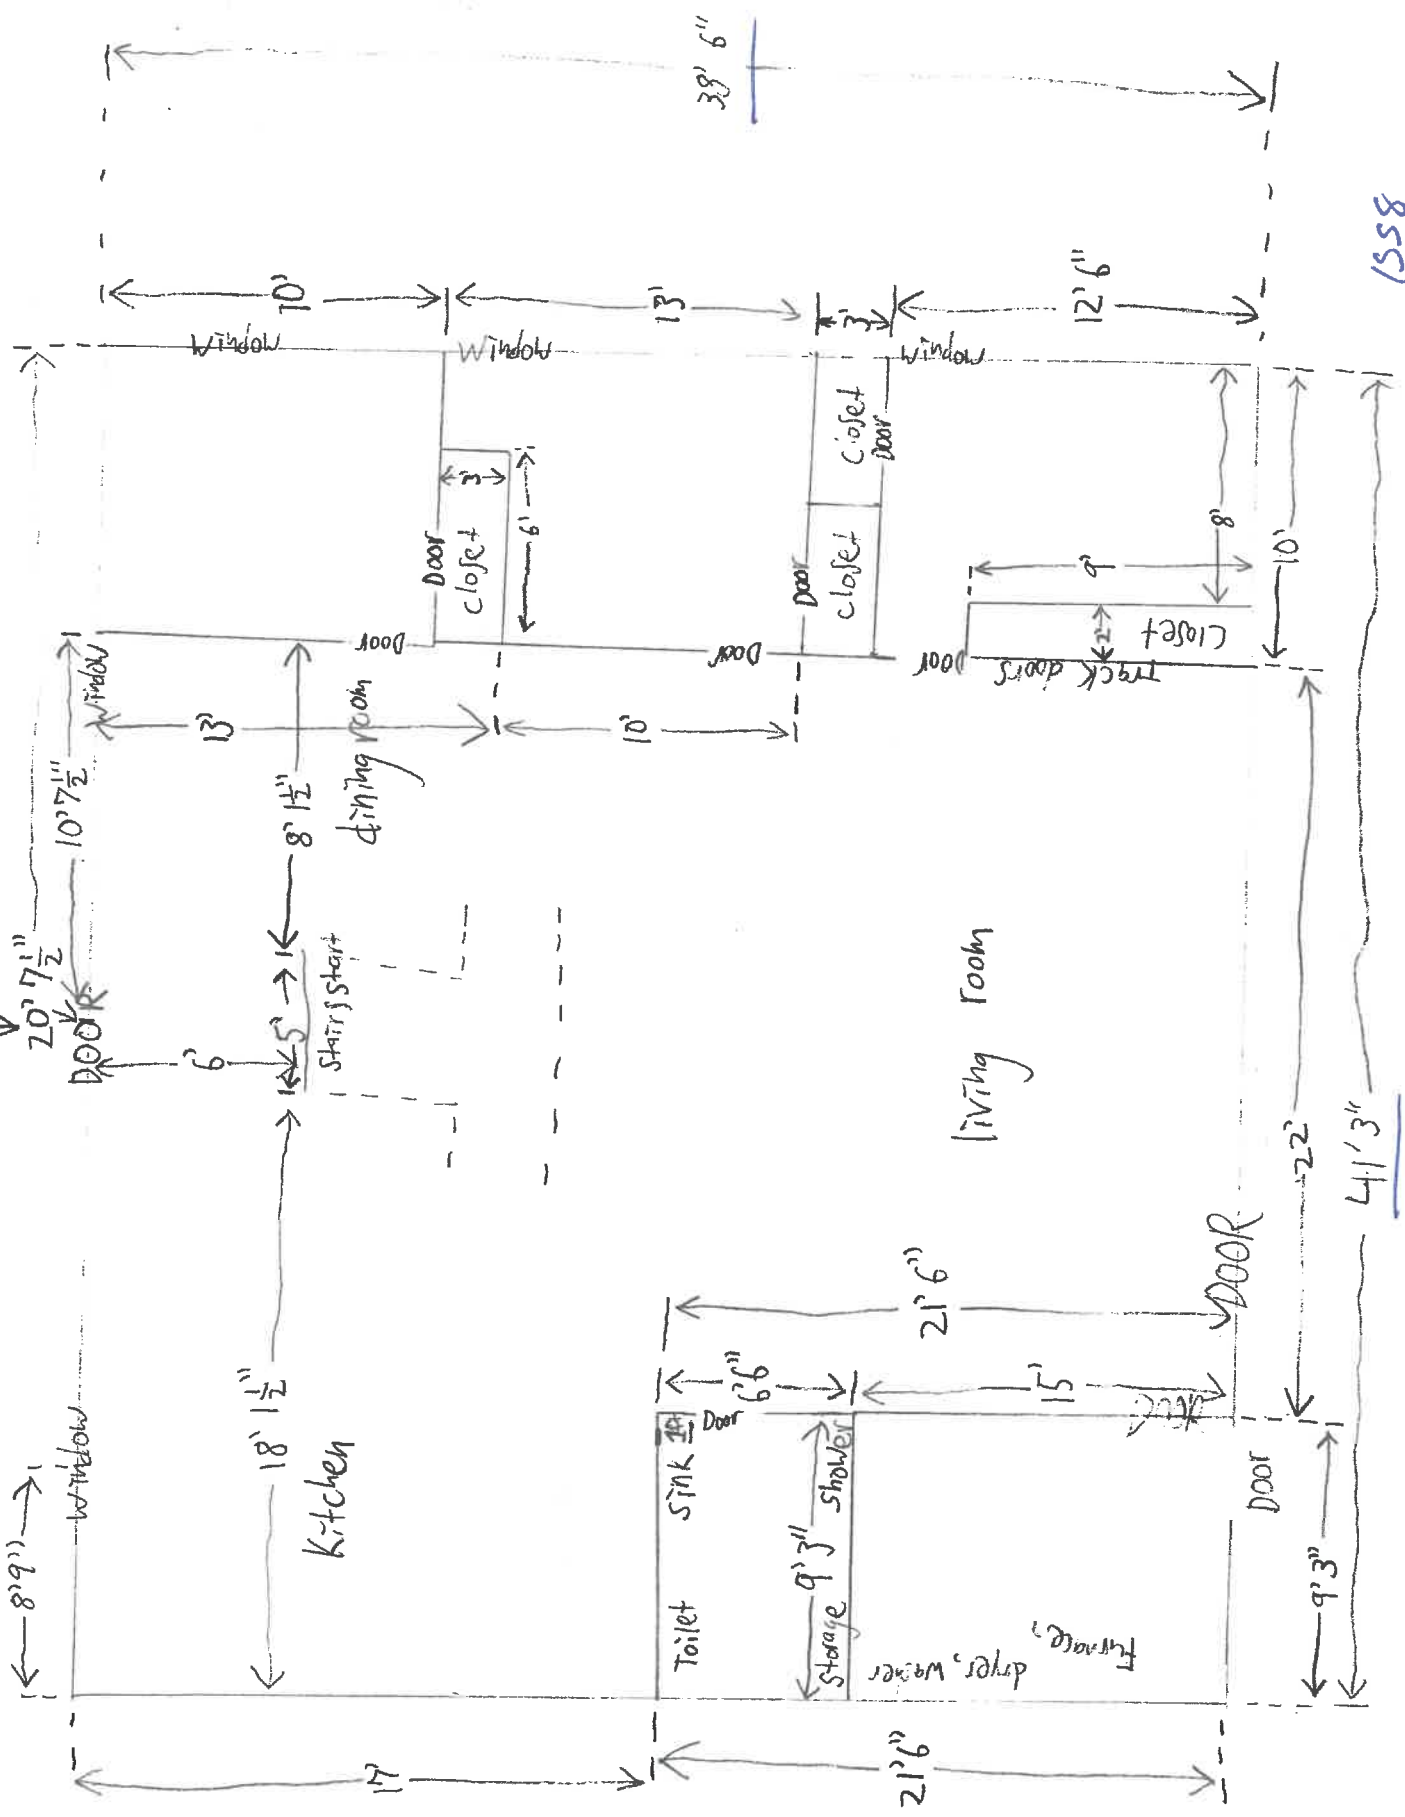 8'9"
20' 7½"
10' 7½"
DOOR
Window
Window
6'
13'
18' 1½"
5'
8' 1½"
Stairs start
Kitchen
dining room
Door
10'
Window
10'
Door
Closet
3'
6'
Window
13'
Door
38' 6"
17'
Toilet
Sink
Door
6'6"
Storage
9' 3"
Shower
dryer, washer
Furnace,
15'
21' 6"
21' 6"
living room
DOOR
Door
Door
Closet
Closet
Door
3'
Window
Door
Track doors
Closet
2'
9'
8'
12' 6"
10'
9' 3"
22'
41' 3"
1558